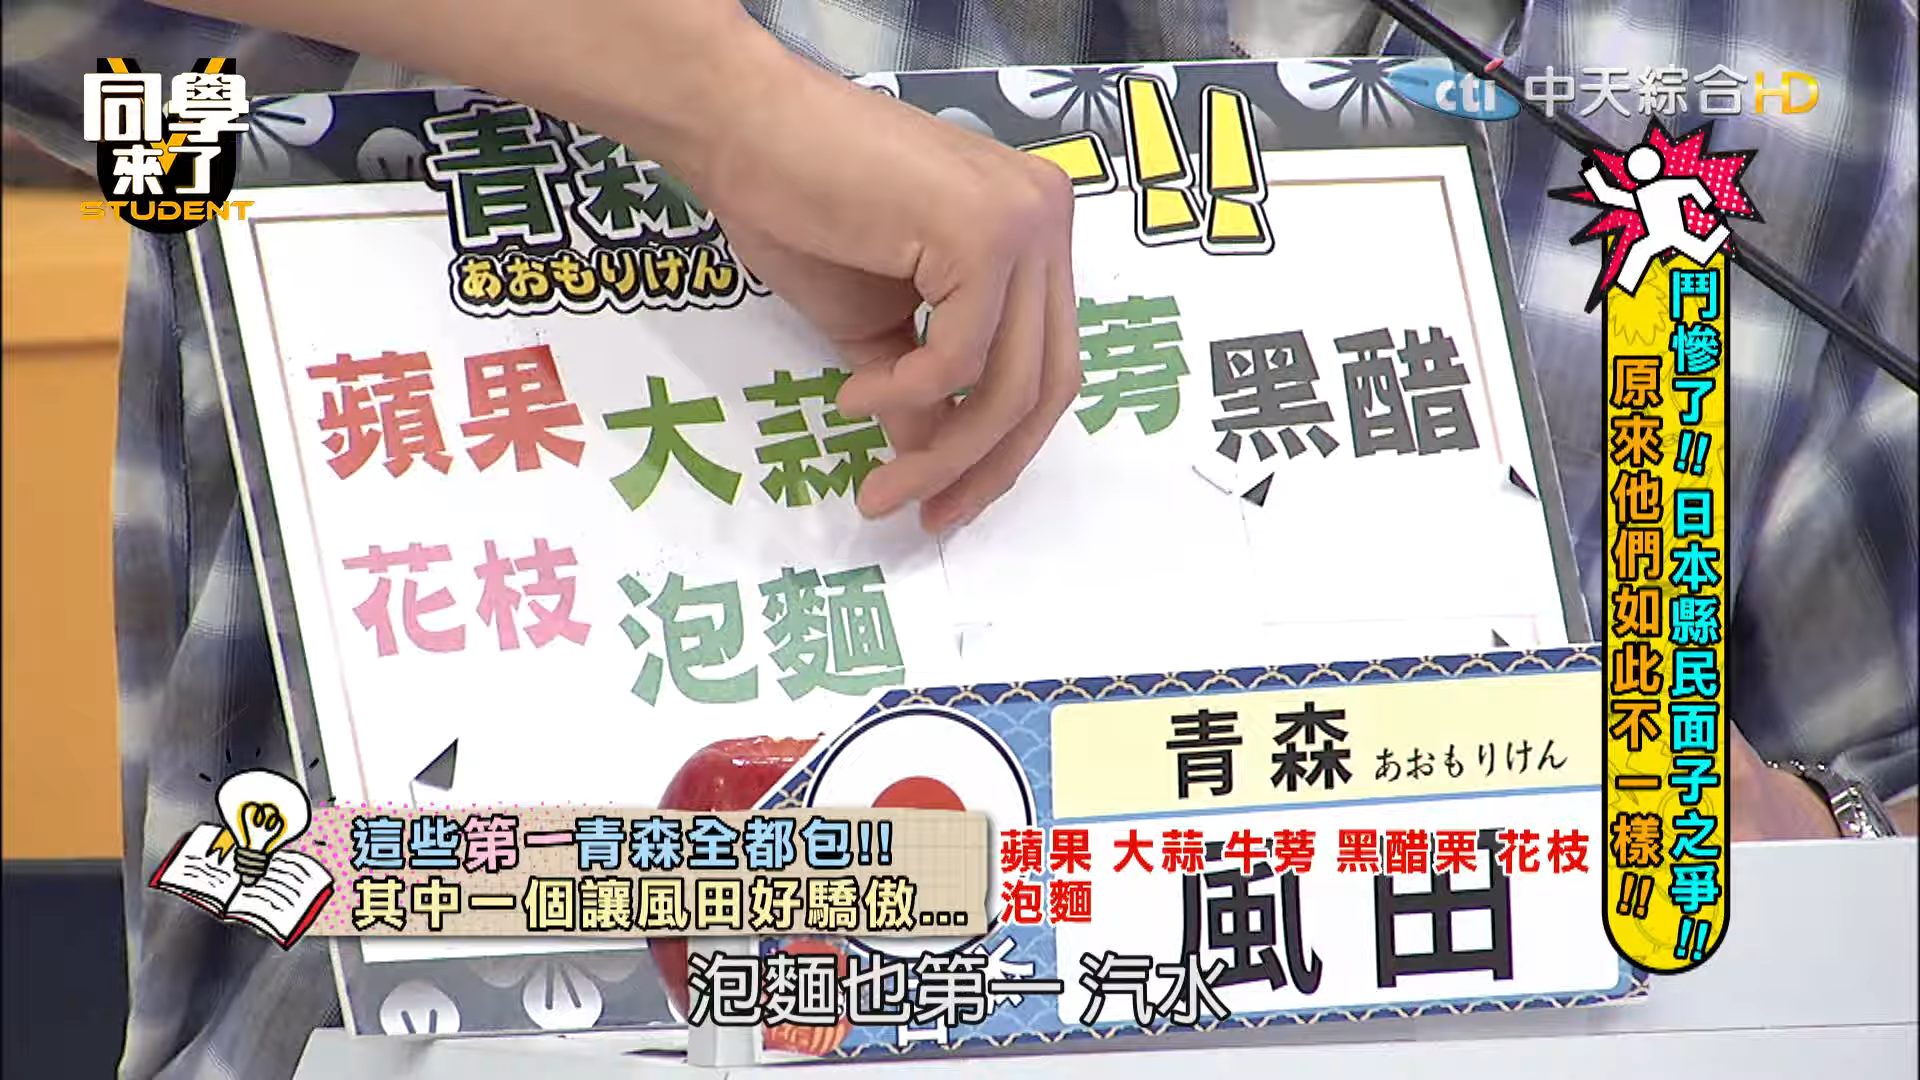 同學
來了
STUDENT
cti 中天綜合HD
青森 一!!
あおもりけん
蘋果 大蒜 蒡 黑醋
花枝 泡麵
鬥慘了!! 日本縣民面子之爭!!
原來他們如此不一樣!!
青森 あおもりけん
風田
這些第一青森全都包!!
其中一個讓風田好驕傲...
蘋果 大蒜 牛蒡 黑醋栗 花枝
泡麵
泡麵也第一 汽水